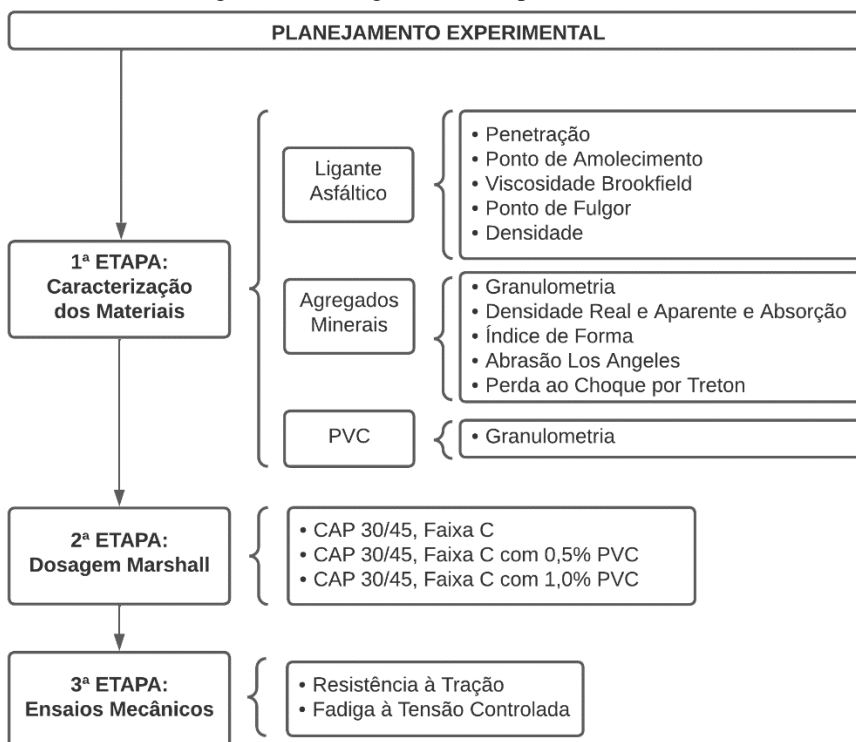 PLANEJAMENTO EXPERIMENTAL
1ª ETAPA:
Caracterização
dos Materiais
Ligante
Asfáltico
• Penetração
• Ponto de Amolecimento
• Viscosidade Brookfield
• Ponto de Fulgor
• Densidade
Agregados
Minerais
• Granulometria
• Densidade Real e Aparente e Absorção
• Índice de Forma
• Abrasão Los Angeles
• Perda ao Choque por Treton
PVC
• Granulometria
2ª ETAPA:
Dosagem Marshall
• CAP 30/45, Faixa C
• CAP 30/45, Faixa C com 0,5% PVC
• CAP 30/45, Faixa C com 1,0% PVC
3ª ETAPA:
Ensaios Mecânicos
• Resistência à Tração
• Fadiga à Tensão Controlada